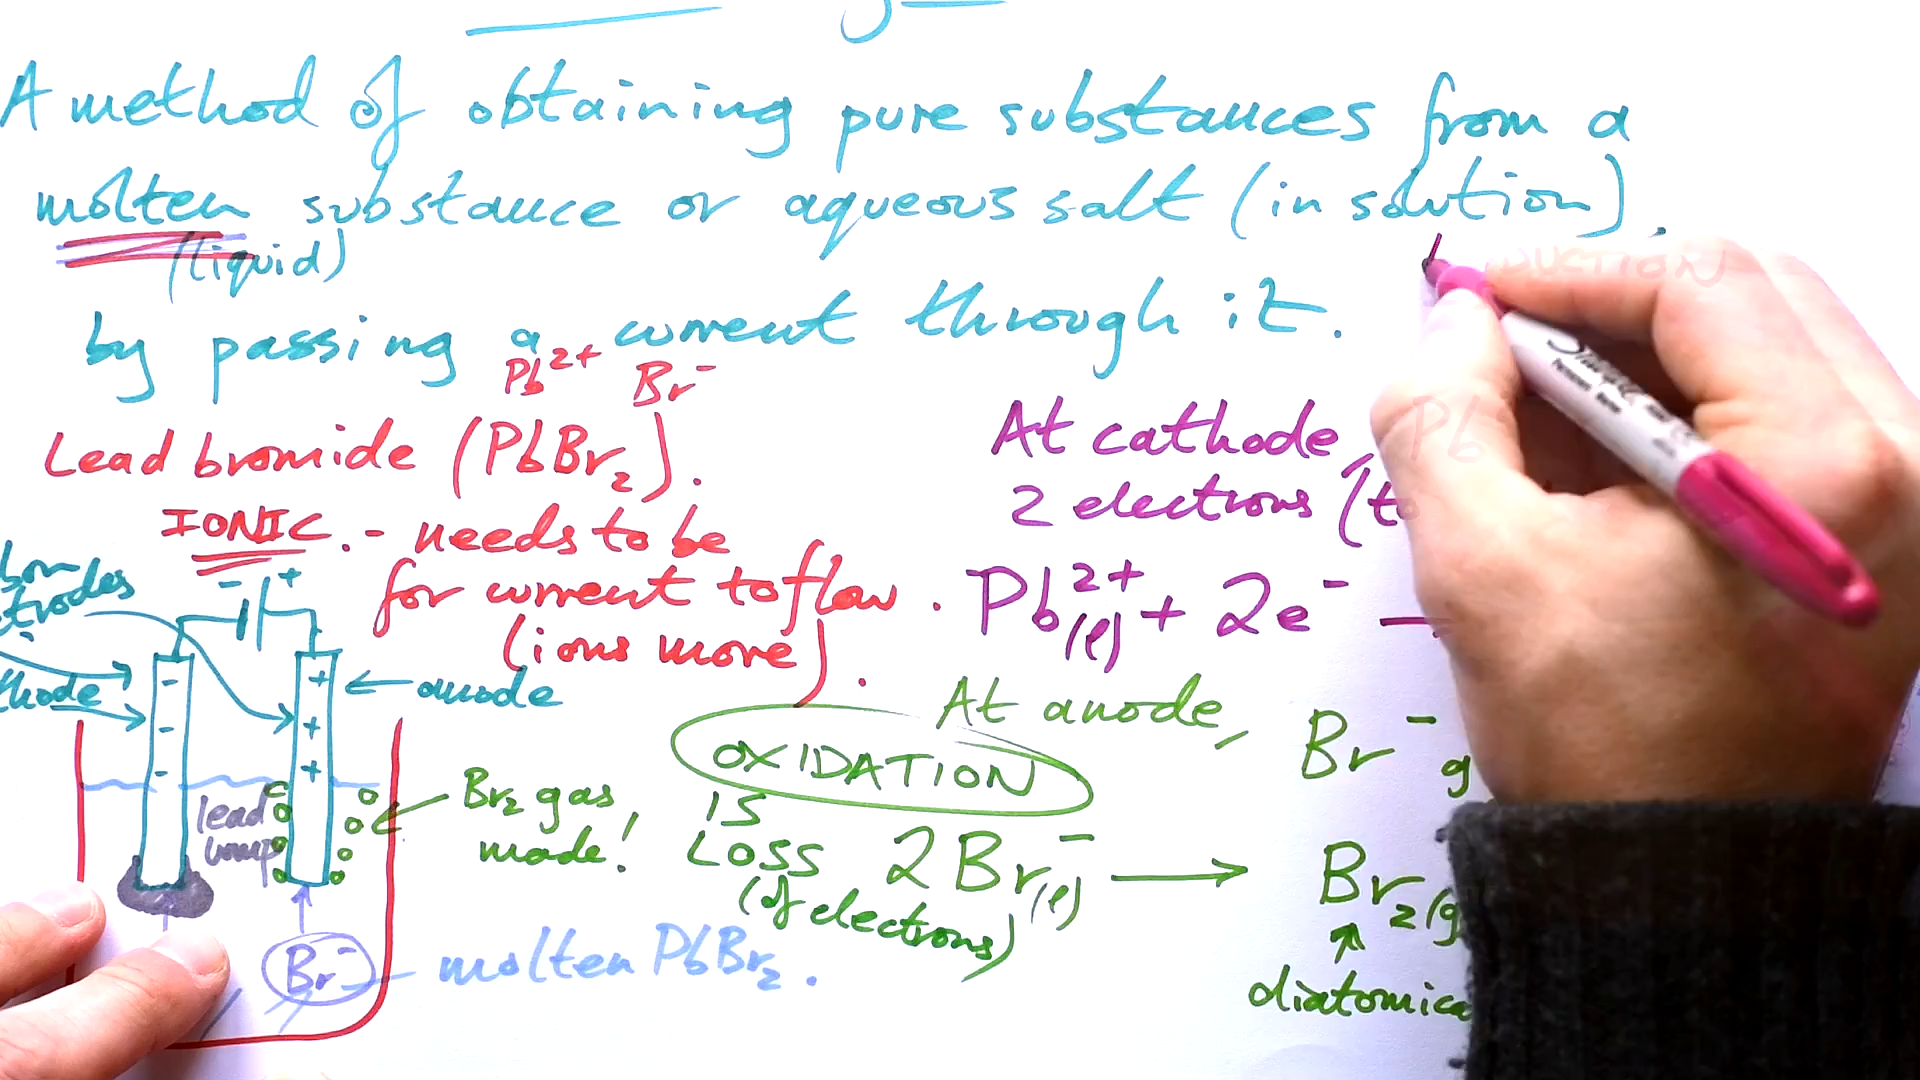 A method of obtaining pure substances from a
molten substance or aqueous salt (in solution).
(liquid)
by passing a current through it.
Pb²⁺ Br⁻
Lead bromide (PbBr₂).
IONIC. - needs to be
for current to flow.
(ions move).
- +
anode
lead
Br₂ gas
made!
Br⁻
molten PbBr₂.
At cathode,
2 electrons (to
Pb²⁺(l) + 2e⁻
At anode, Br⁻ g
OXIDATION
IS
LOSS
(of electrons)
2Br⁻(l) → Br₂(g
diatomic
Sharpie